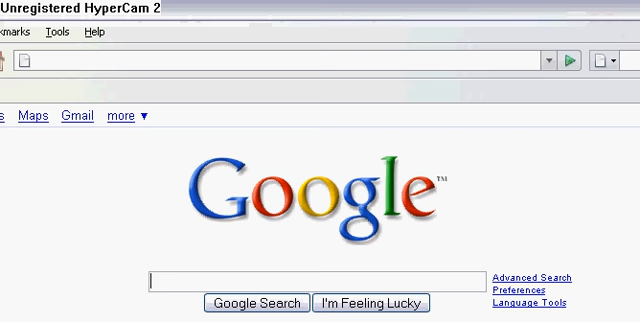 Unregistered HyperCam 2
kmarks Tools Help
s Maps Gmail more ▼
Google™
Advanced Search
Preferences
Language Tools
Google Search I'm Feeling Lucky